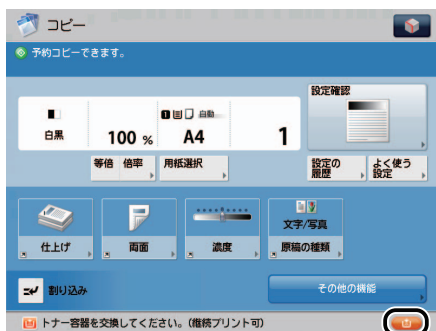 コピー
予約コピーできます。
設定確認
自動
白黒 100 % A4 1
等倍 倍率 用紙選択
設定の履歴 よく使う設定
文字/写真
仕上げ 両面 濃度 原稿の種類
割り込み
その他の機能
トナー容器を交換してください。(継続プリント可)